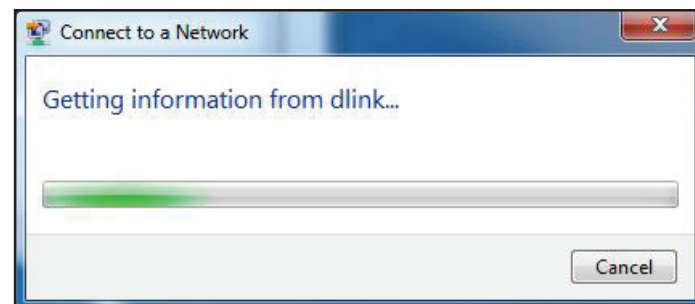 Connect to a Network
Getting information from dlink...
Cancel